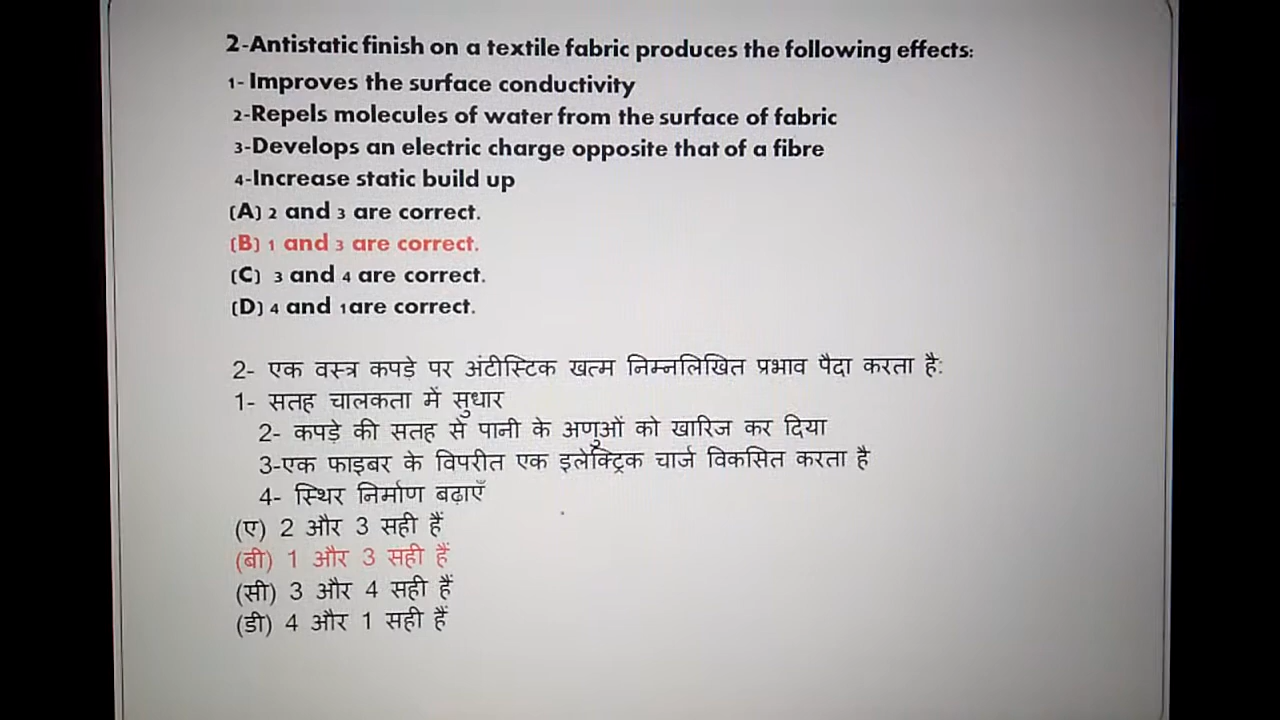 2-Antistatic finish on a textile fabric produces the following effects:
1- Improves the surface conductivity
2-Repels molecules of water from the surface of fabric
3-Develops an electric charge opposite that of a fibre
4-Increase static build up
(A) 2 and 3 are correct.
(B) 1 and 3 are correct.
(C) 3 and 4 are correct.
(D) 4 and 1are correct.
2- एक वस्त्र कपड़े पर अंटीस्टिक खत्म निम्नलिखित प्रभाव पैदा करता है:
1- सतह चालकता में सुधार
2- कपड़े की सतह से पानी के अणुओं को खारिज कर दिया
3-एक फाइबर के विपरीत एक इलेक्ट्रिक चार्ज विकसित करता है
4- स्थिर निर्माण बढ़ाएँ
(ए) 2 और 3 सही हैं
(बी) 1 और 3 सही हैं
(सी) 3 और 4 सही हैं
(डी) 4 और 1 सही हैं